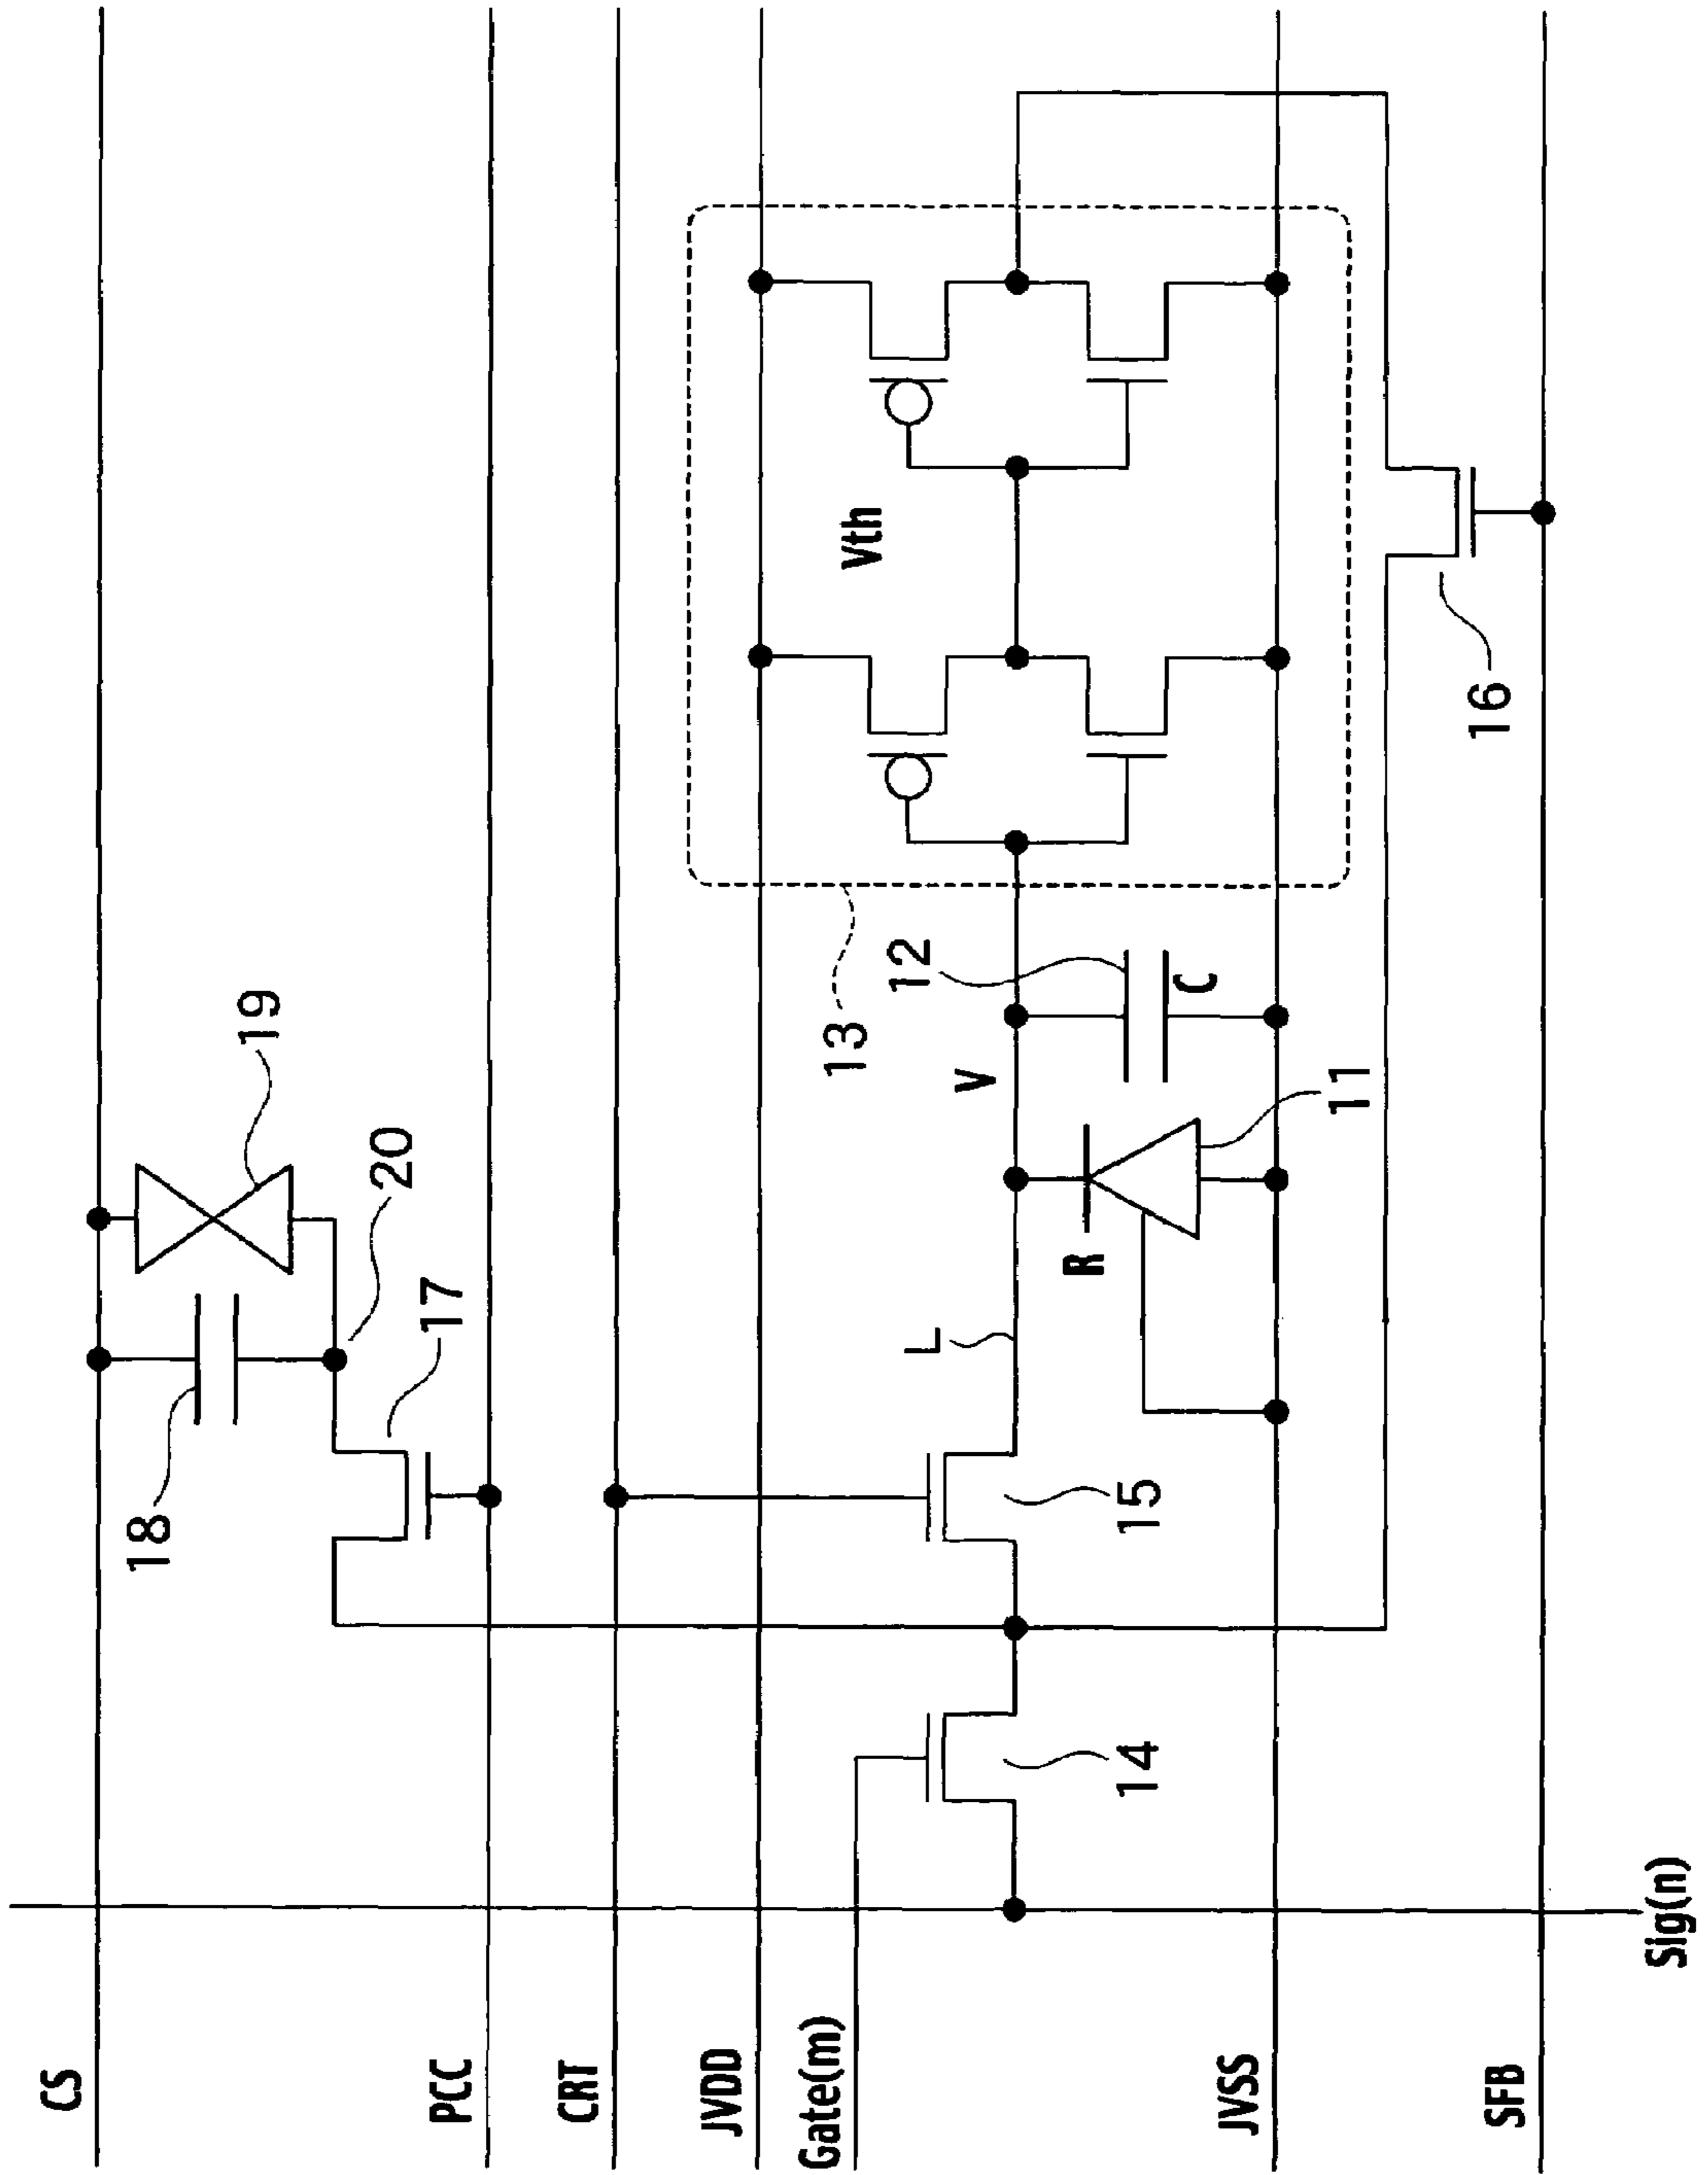 CS
PCC
CRT
JVDD
Gate(m)
JVSS
SFB
Sig(n)
18
17
20
19
14
15
L
R
11
V
12
C
13
Vth
16